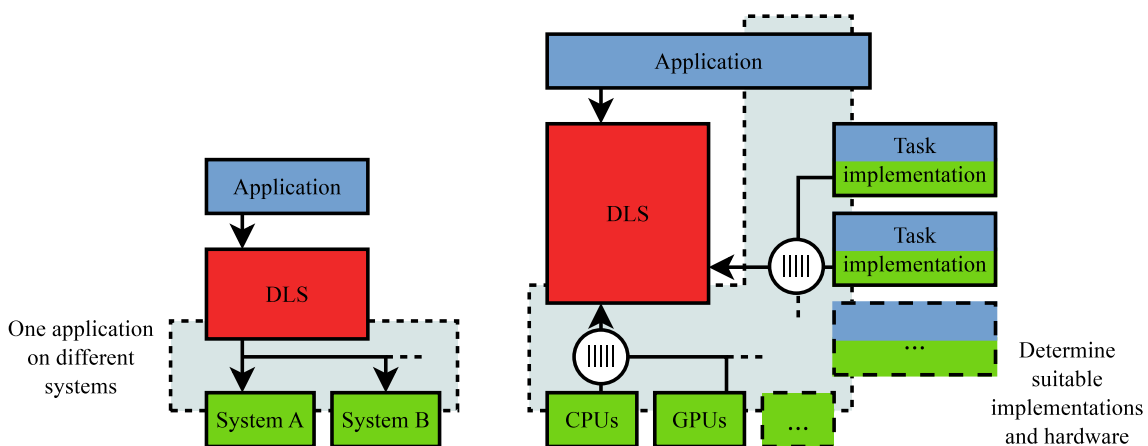 Application
DLS
One application
on different
systems
System A
System B
Application
DLS
Task
implementation
Task
implementation
...
CPUs
GPUs
...
Determine
suitable
implementations
and hardware